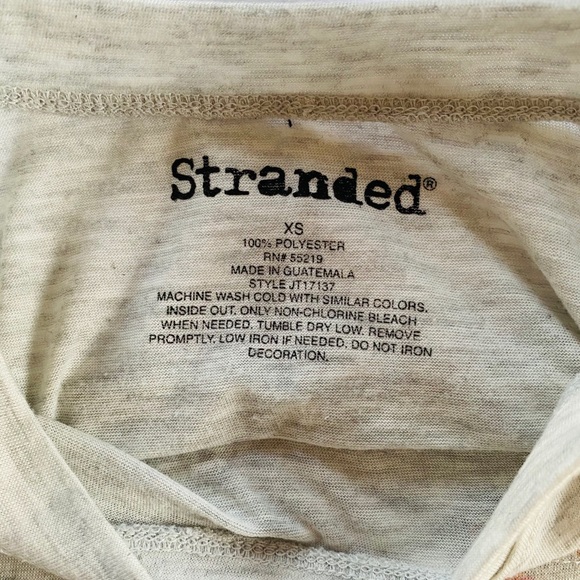 Stranded®
XS
100% POLYESTER
RN# 55219
MADE IN GUATEMALA
STYLE JT17137
MACHINE WASH COLD WITH SIMILAR COLORS.
INSIDE OUT. ONLY NON-CHLORINE BLEACH
WHEN NEEDED. TUMBLE DRY LOW. REMOVE
PROMPTLY. LOW IRON IF NEEDED. DO NOT IRON
DECORATION.